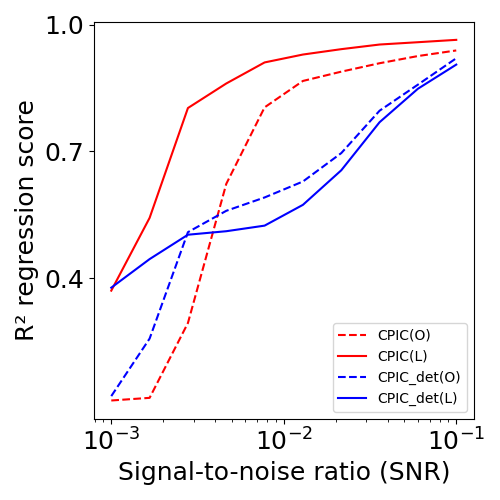 1.0
0.7
0.4
R² regression score
CPIC(O)
CPIC(L)
CPIC_det(O)
CPIC_det(L)
10⁻³
10⁻²
10⁻¹
Signal-to-noise ratio (SNR)